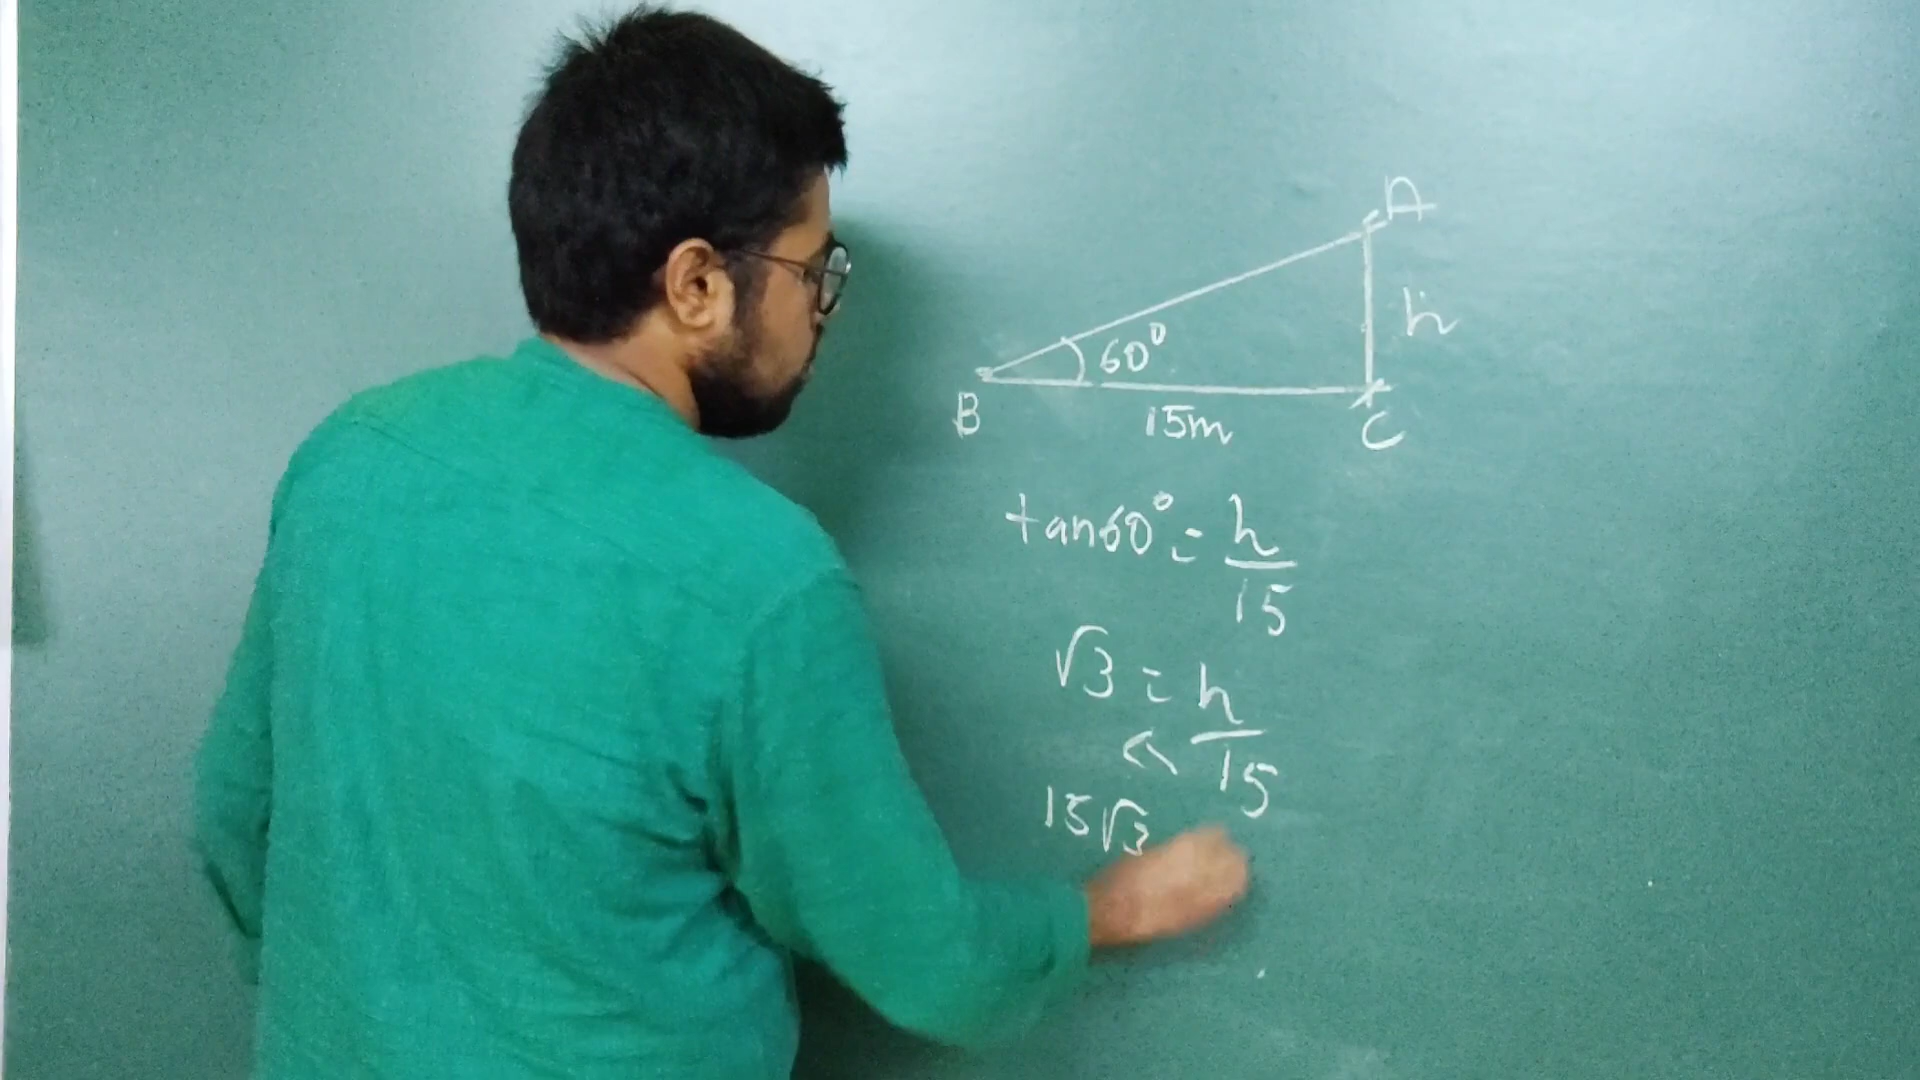 A
h
60°
B
15m
C
tan60° = h/15
√3 = h/15
15√3